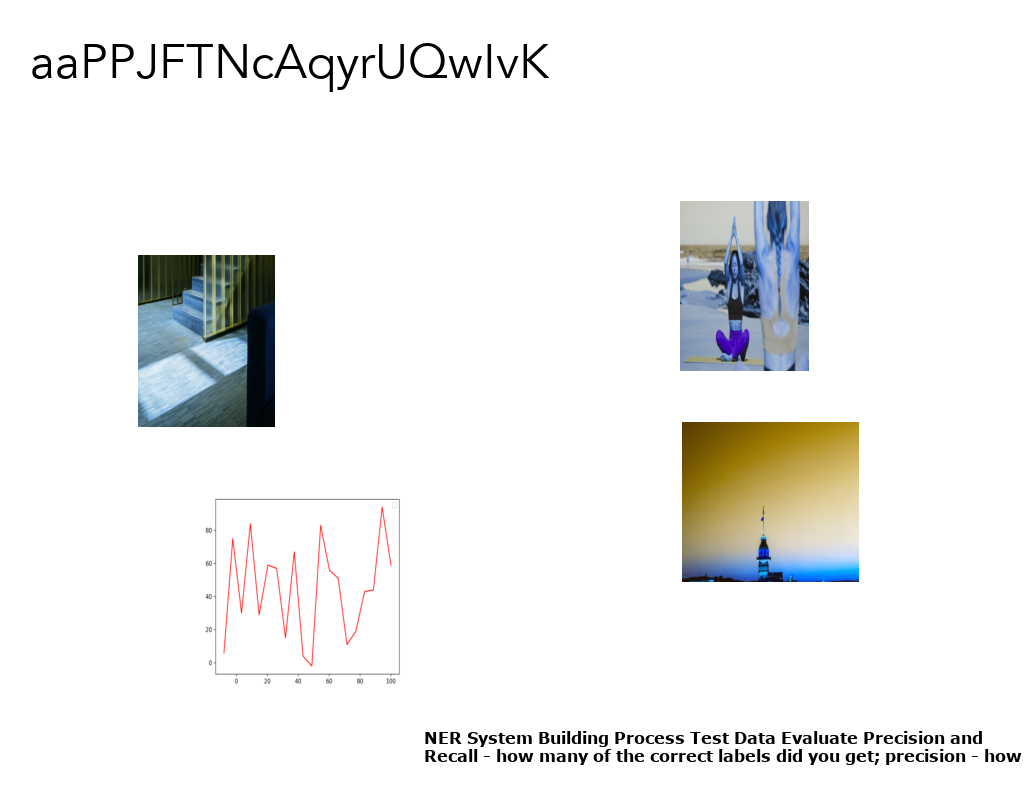 aaPPJFTNcAqyrUQwIvK
80
60
40
20
0
0 20 40 60 80 100
NER System Building Process Test Data Evaluate Precision and
Recall - how many of the correct labels did you get; precision - how